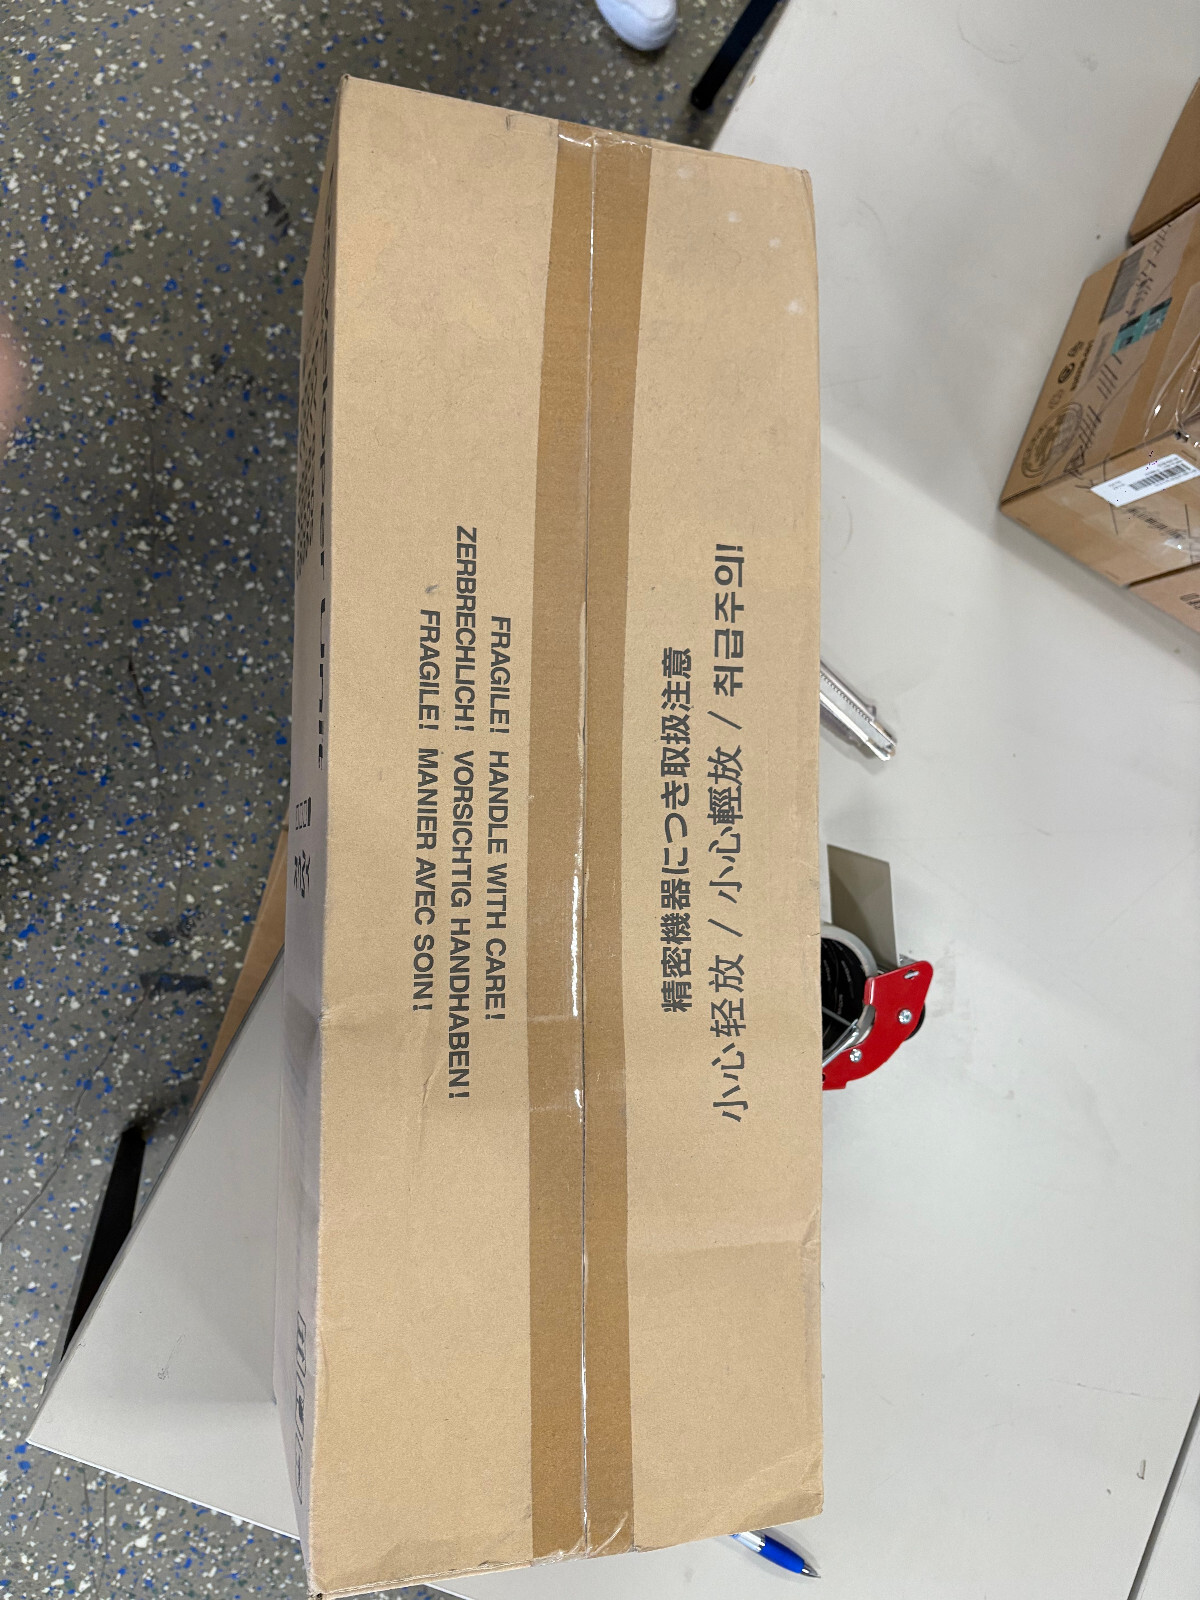 FRAGILE! HANDLE WITH CARE!
ZERBRECHLICH! VORSICHTIG HANDHABEN!
FRAGILE! MANIER AVEC SOIN!
精密機器につき取扱注意
小心轻放 / 小心輕放 / 취급주의!
Unit